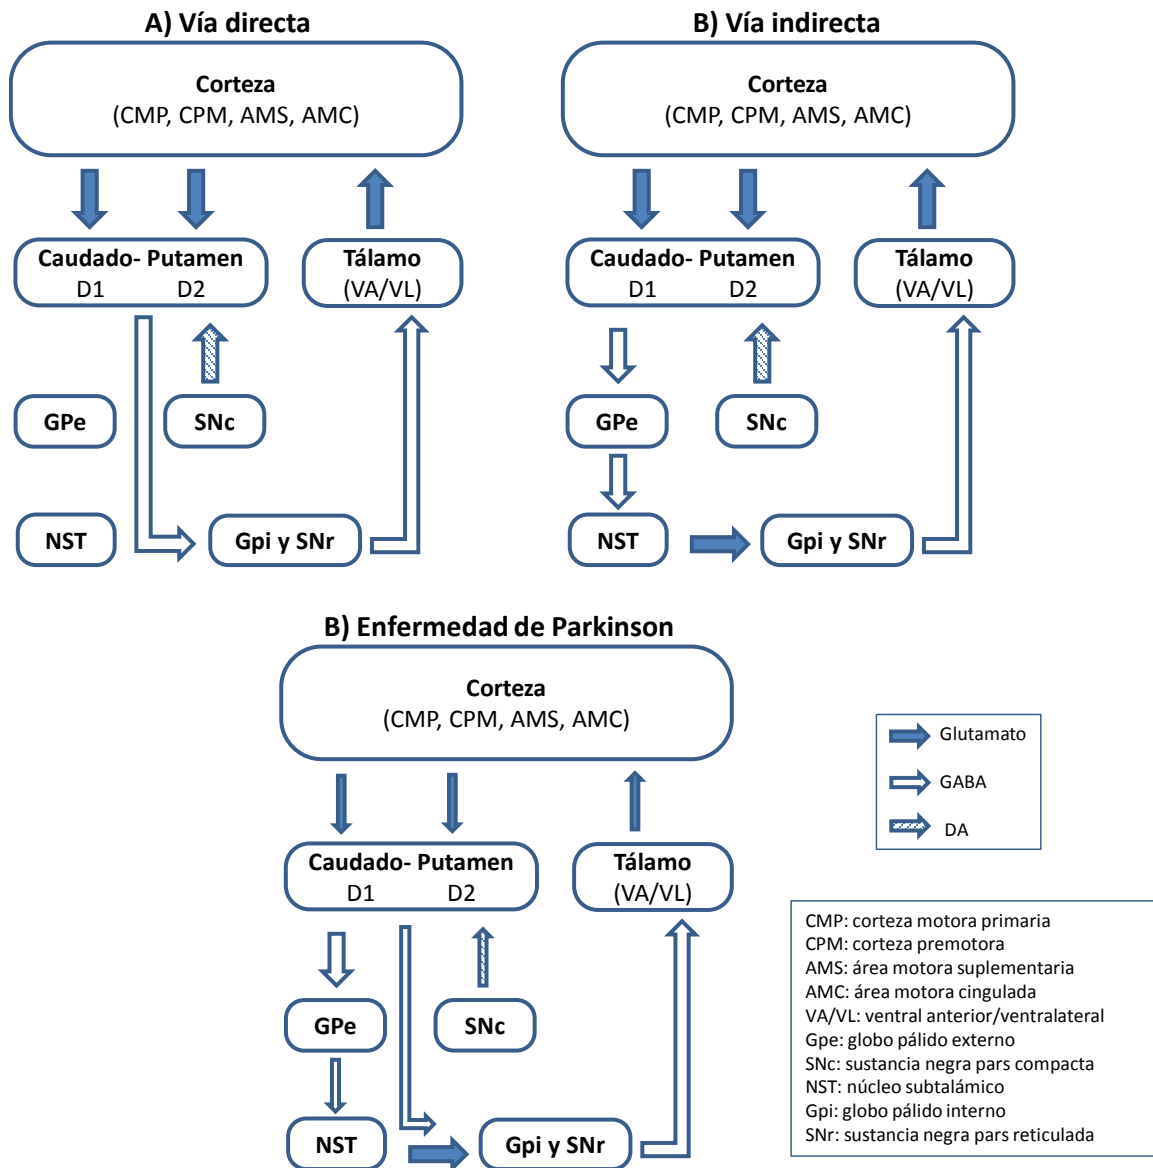 A) Vía directa
Corteza
(CMP, CPM, AMS, AMC)
Caudado- Putamen
D1 D2
Tálamo
(VA/VL)
GPe
SNc
NST
Gpi y SNr
B) Vía indirecta
Corteza
(CMP, CPM, AMS, AMC)
Caudado- Putamen
D1 D2
Tálamo
(VA/VL)
GPe
SNc
NST
Gpi y SNr
B) Enfermedad de Parkinson
Corteza
(CMP, CPM, AMS, AMC)
Caudado- Putamen
D1 D2
Tálamo
(VA/VL)
GPe
SNc
NST
Gpi y SNr
Glutamato
GABA
DA
CMP: corteza motora primaria
CPM: corteza premotora
AMS: área motora suplementaria
AMC: área motora cingulada
VA/VL: ventral anterior/ventralateral
Gpe: globo pálido externo
SNc: sustancia negra pars compacta
NST: núcleo subtalámico
Gpi: globo pálido interno
SNr: sustancia negra pars reticulada